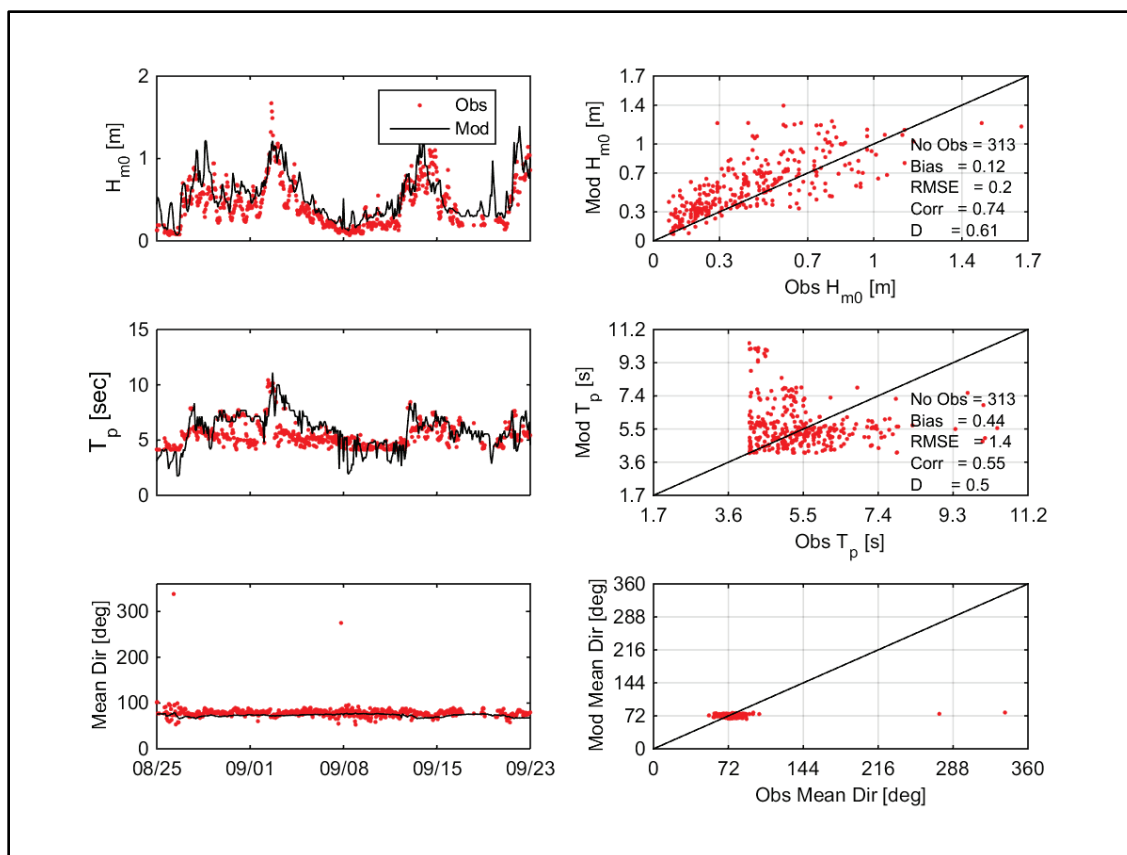 2
1
0
H_m0 [m]
Obs
Mod
1.7
1.4
1
0.7
0.3
0
Mod H_m0 [m]
No Obs = 313
Bias = 0.12
RMSE = 0.2
Corr = 0.74
D = 0.61
0 0.3 0.7 1 1.4 1.7
Obs H_m0 [m]
15
10
5
0
T_p [sec]
11.2
9.3
7.4
5.5
3.6
1.7
Mod T_p [s]
No Obs = 313
Bias = 0.44
RMSE = 1.4
Corr = 0.55
D = 0.5
1.7 3.6 5.5 7.4 9.3 11.2
Obs T_p [s]
300
200
100
0
Mean Dir [deg]
08/25 09/01 09/08 09/15 09/23
360
288
216
144
72
0
Mod Mean Dir [deg]
0 72 144 216 288 360
Obs Mean Dir [deg]